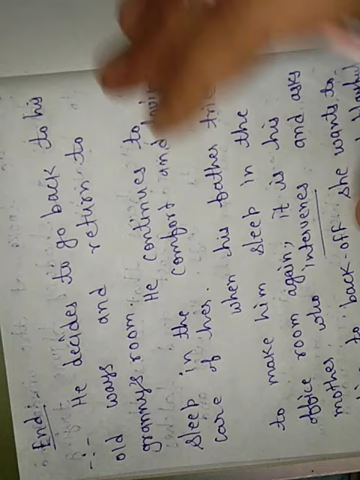 End:
:- He decides to go back to his
old ways and return to
grannys room. He continues to
sleep in the comfort and
care of her.
when his father
to make him sleep in the
office room again, it is his
mother who intervenes and asks
to back-off she wants to